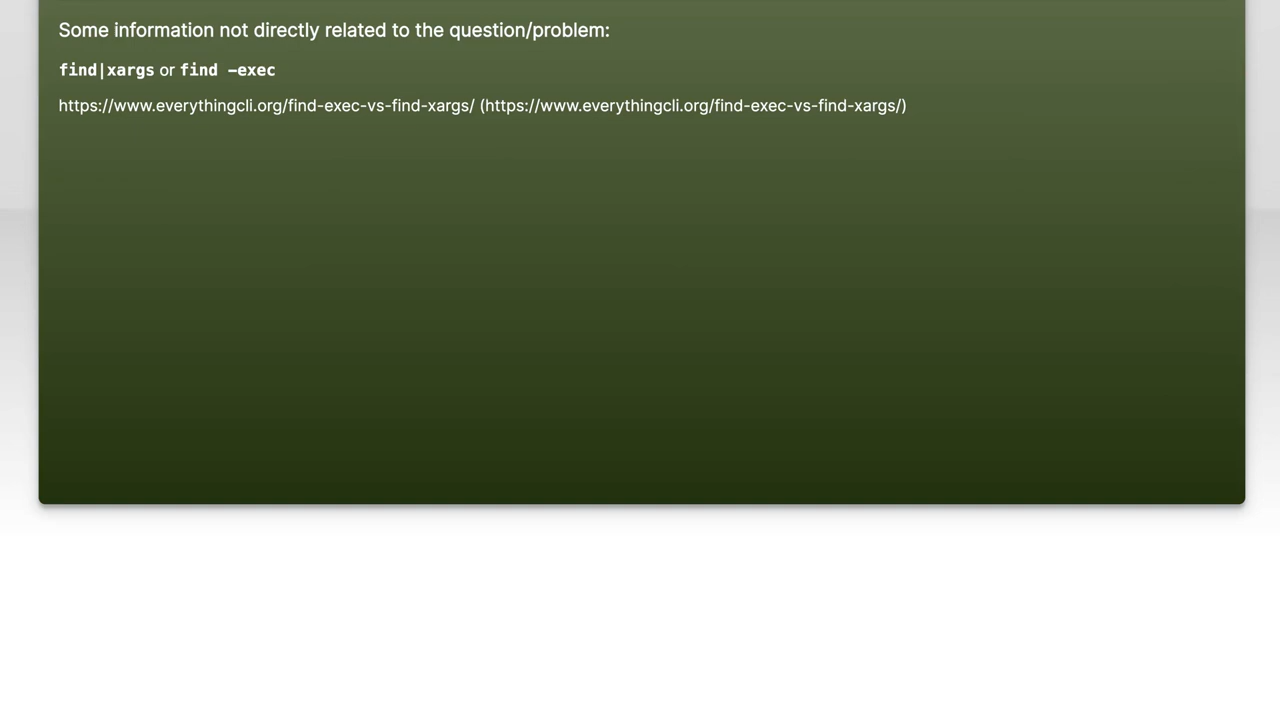 Some information not directly related to the question/problem:
find|xargs or find -exec
https://www.everythingcli.org/find-exec-vs-find-xargs/ (https://www.everythingcli.org/find-exec-vs-find-xargs/)